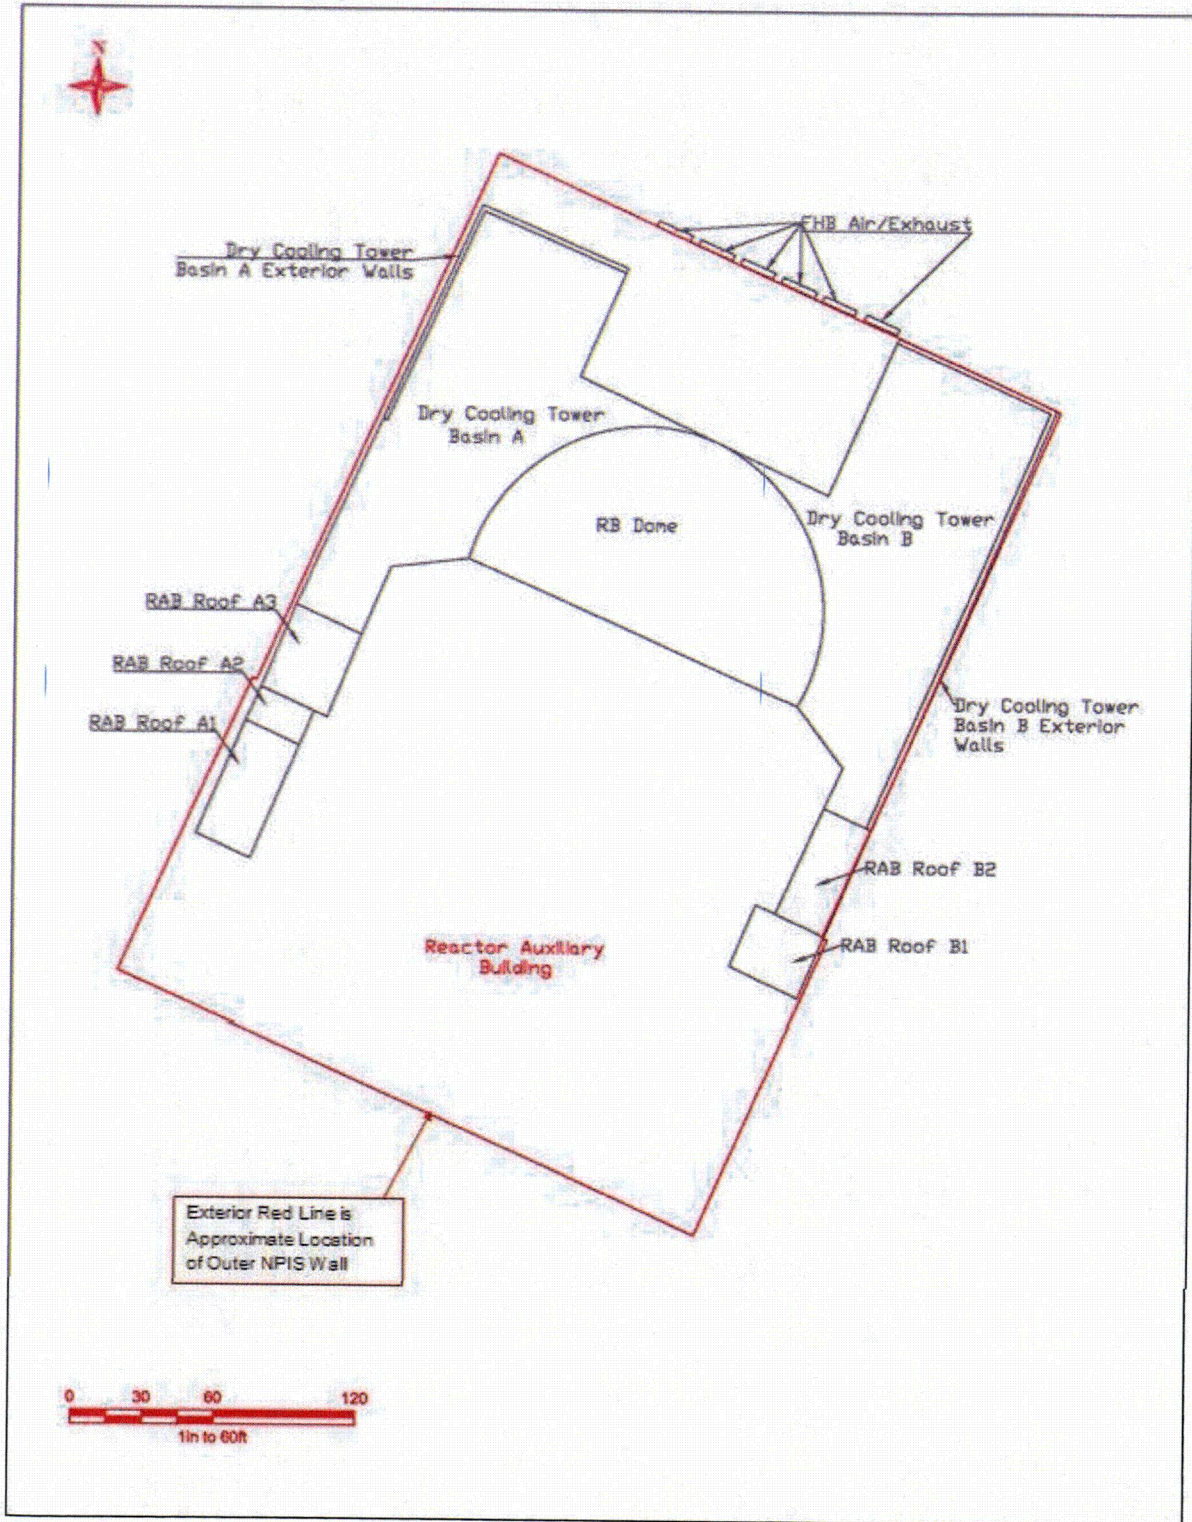 N
FHB Air/Exhaust
Dry Cooling Tower
Basin A Exterior Walls
Dry Cooling Tower
Basin A
RB Dome
Dry Cooling Tower
Basin B
RAB Roof A3
RAB Roof A2
RAB Roof A1
Dry Cooling Tower
Basin B Exterior
Walls
RAB Roof B2
RAB Roof B1
Reactor Auxiliary
Building
Exterior Red Line is
Approximate Location
of Outer NPIS Wall
0 30 60 120
1in to 60ft